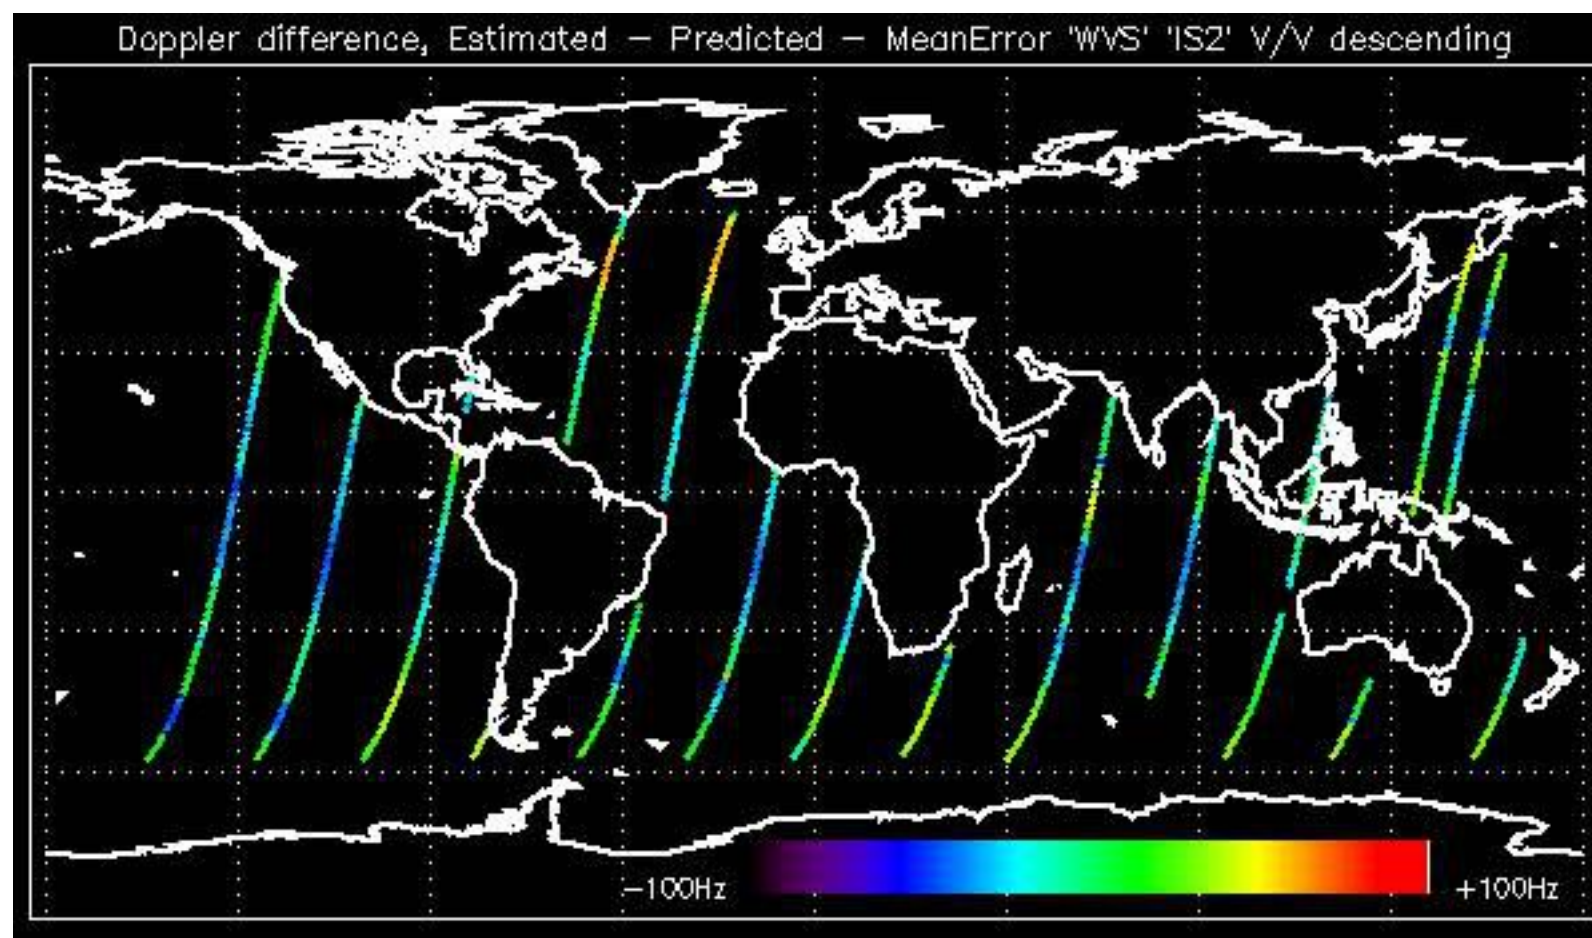 Doppler difference, Estimated — Predicted — MeanError 'WVS' 'IS2' V/V descending
−100Hz +100Hz